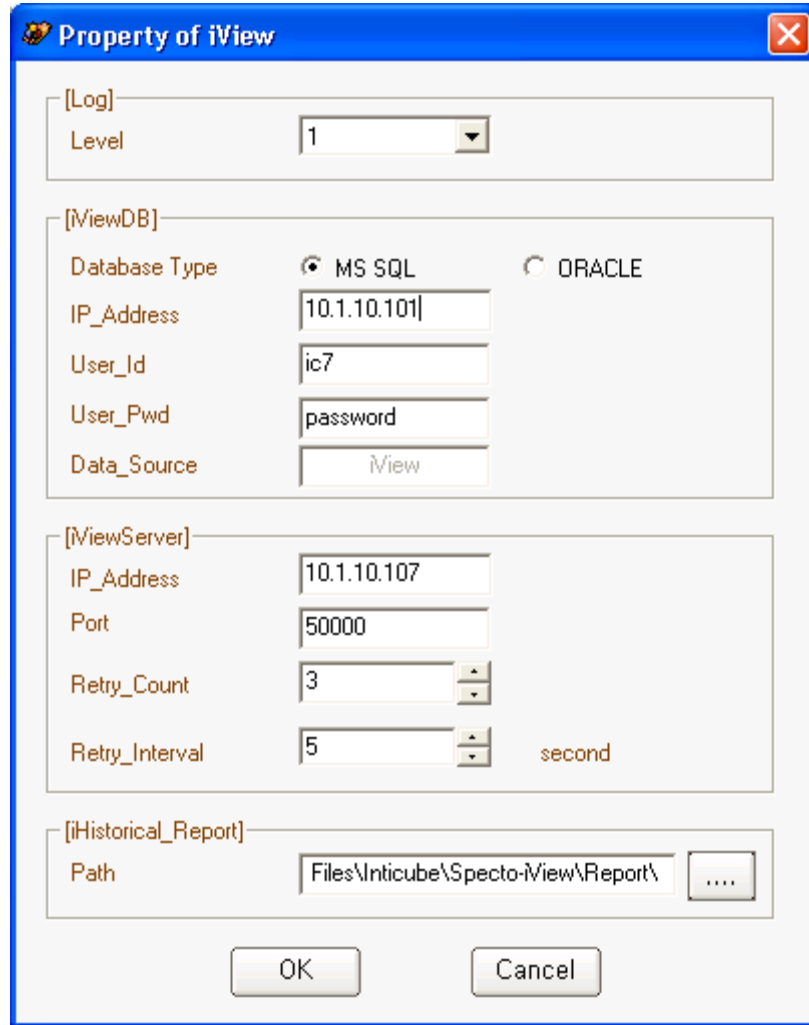 Property of iView
[Log]
Level 1
[iViewDB]
Database Type MS SQL ORACLE
IP_Address 10.1.10.101
User_Id ic7
User_Pwd password
Data_Source iView
[iViewServer]
IP_Address 10.1.10.107
Port 50000
Retry_Count 3
Retry_Interval 5 second
[iHistorical_Report]
Path Files\Inticube\Specto-iView\Report\ ....
OK Cancel